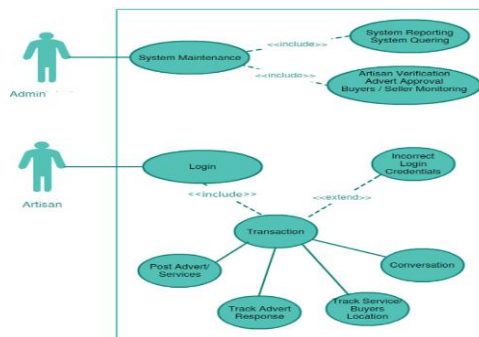 System Reporting
System Quering
<<include>>
System Maintenance
<<include>>
Artisan Verification
Advert Approval
Buyers / Seller Monitoring
Admin
Login
Incorrect
Login
Credentials
Artisan
<<include>>
<<extend>>
Transaction
Post Advert/
Services
Conversation
Track Advert
Response
Track Service/
Buyers
Location